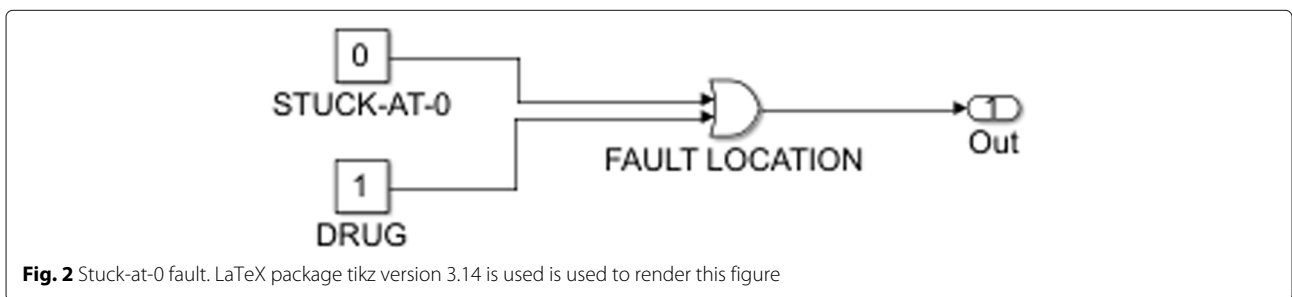 0
STUCK-AT-0
1
DRUG
FAULT LOCATION
1
Out
Fig. 2 Stuck-at-0 fault. LaTeX package tikz version 3.14 is used is used to render this figure